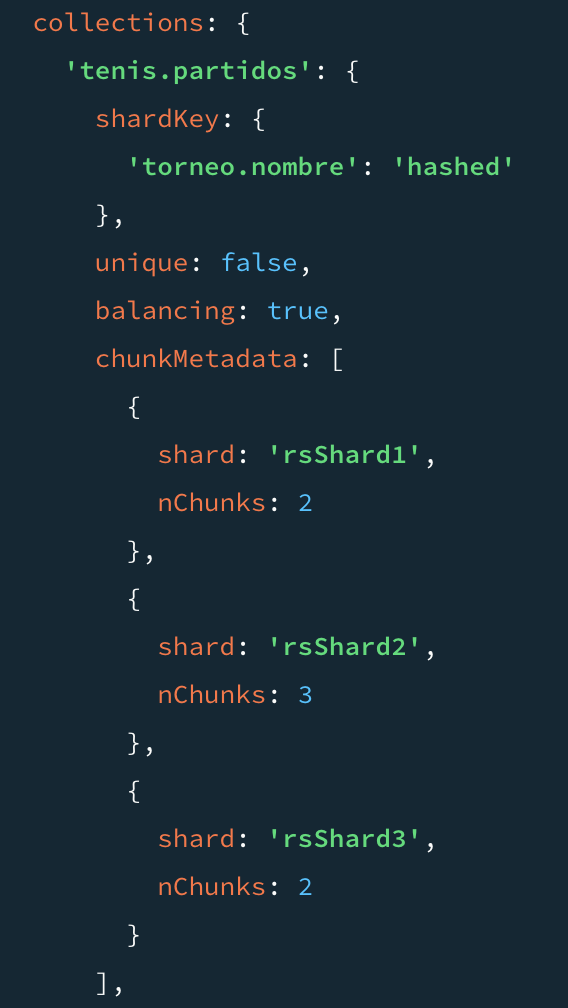 collections: {
'tenis.partidos': {
shardKey: {
'torneo.nombre': 'hashed'
},
unique: false,
balancing: true,
chunkMetadata: [
{
shard: 'rsShard1',
nChunks: 2
},
{
shard: 'rsShard2',
nChunks: 3
},
{
shard: 'rsShard3',
nChunks: 2
}
],